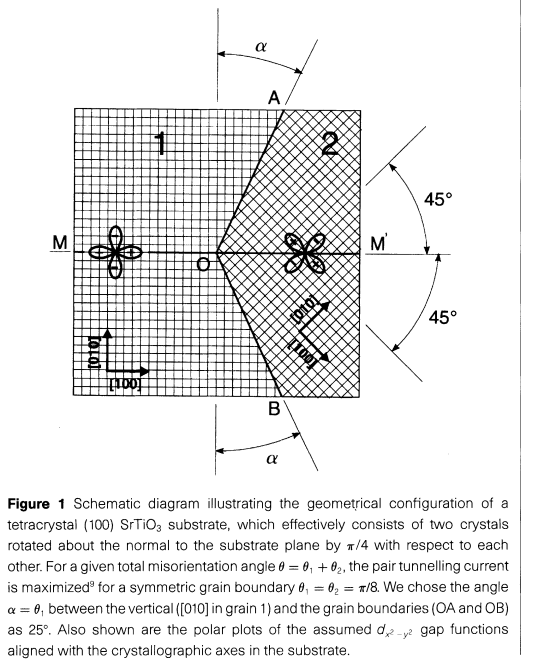 α
A
1
2
45°
M
M'
O
[010]
[010]
45°
[100]
[100]
B
α
Figure 1 Schematic diagram illustrating the geometrical configuration of a
tetracrystal (100) SrTiO₃ substrate, which effectively consists of two crystals
rotated about the normal to the substrate plane by π/4 with respect to each
other. For a given total misorientation angle θ = θ₁ + θ₂, the pair tunnelling current
is maximized⁹ for a symmetric grain boundary θ₁ = θ₂ = π/8. We chose the angle
α = θ₁ between the vertical ([010] in grain 1) and the grain boundaries (OA and OB)
as 25°. Also shown are the polar plots of the assumed dₓ²₋ᵧ² gap functions
aligned with the crystallographic axes in the substrate.